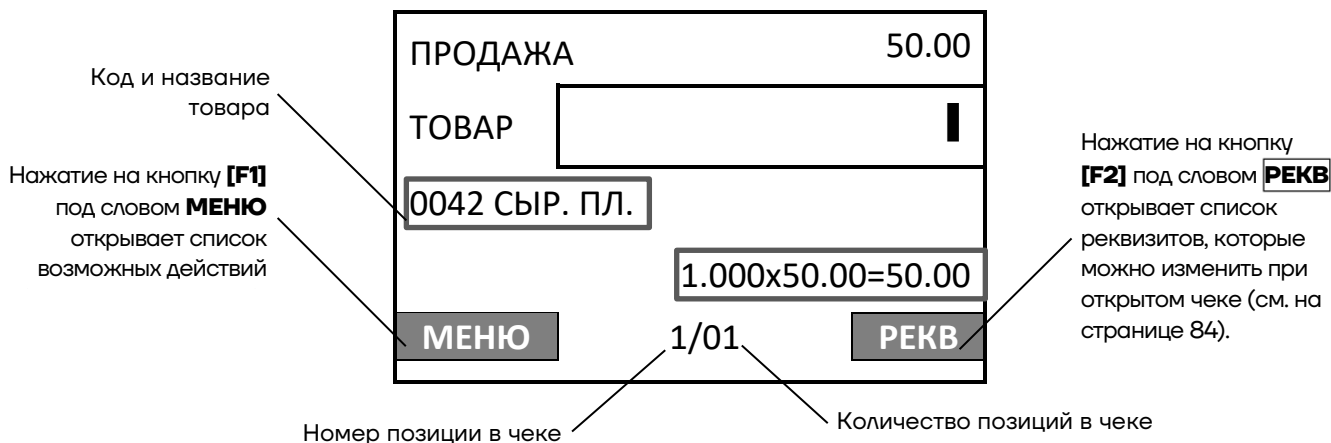 Код и название
товара
Нажатие на кнопку [F1]
под словом МЕНЮ
открывает список
возможных действий
ПРОДАЖА 50.00
ТОВАР
0042 СЫР. ПЛ.
1.000x50.00=50.00
МЕНЮ 1/01 РЕКВ
Нажатие на кнопку
[F2] под словом РЕКВ
открывает список
реквизитов, которые
можно изменить при
открытом чеке (см. на
странице 84).
Номер позиции в чеке
Количество позиций в чеке